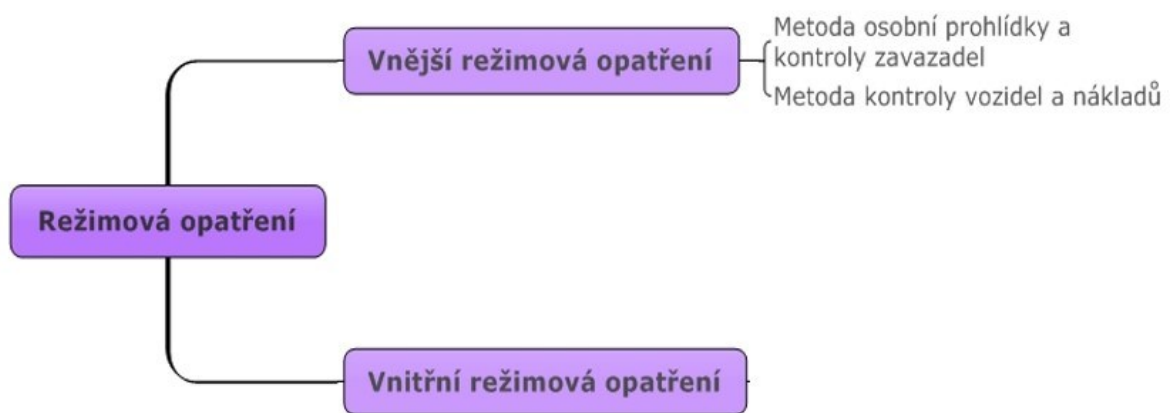 Vnější režimová opatření
Metoda osobní prohlídky a
kontroly zavazadel
Metoda kontroly vozidel a nákladů
Režimová opatření
Vnitřní režimová opatření